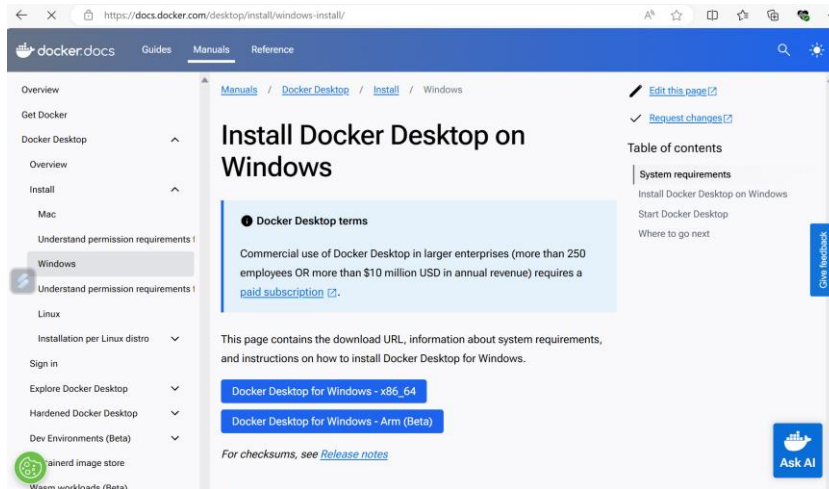 https://docs.docker.com/desktop/install/windows-install/
docker.docs
Guides
Manuals
Reference
Overview
Get Docker
Docker Desktop
Overview
Install
Mac
Understand permission requirements
Windows
Understand permission requirements
Linux
Installation per Linux distro
Sign in
Explore Docker Desktop
Hardened Docker Desktop
Dev Environments (Beta)
ainerd image store
Wasm workloads (Beta)
Manuals / Docker Desktop / Install / Windows
Install Docker Desktop on
Windows
Docker Desktop terms
Commercial use of Docker Desktop in larger enterprises (more than 250
employees OR more than $10 million USD in annual revenue) requires a
paid subscription.
This page contains the download URL, information about system requirements,
and instructions on how to install Docker Desktop for Windows.
Docker Desktop for Windows - x86_64
Docker Desktop for Windows - Arm (Beta)
For checksums, see Release notes
Edit this page
Request changes
Table of contents
System requirements
Install Docker Desktop on Windows
Start Docker Desktop
Where to go next
Give feedback
Ask AI